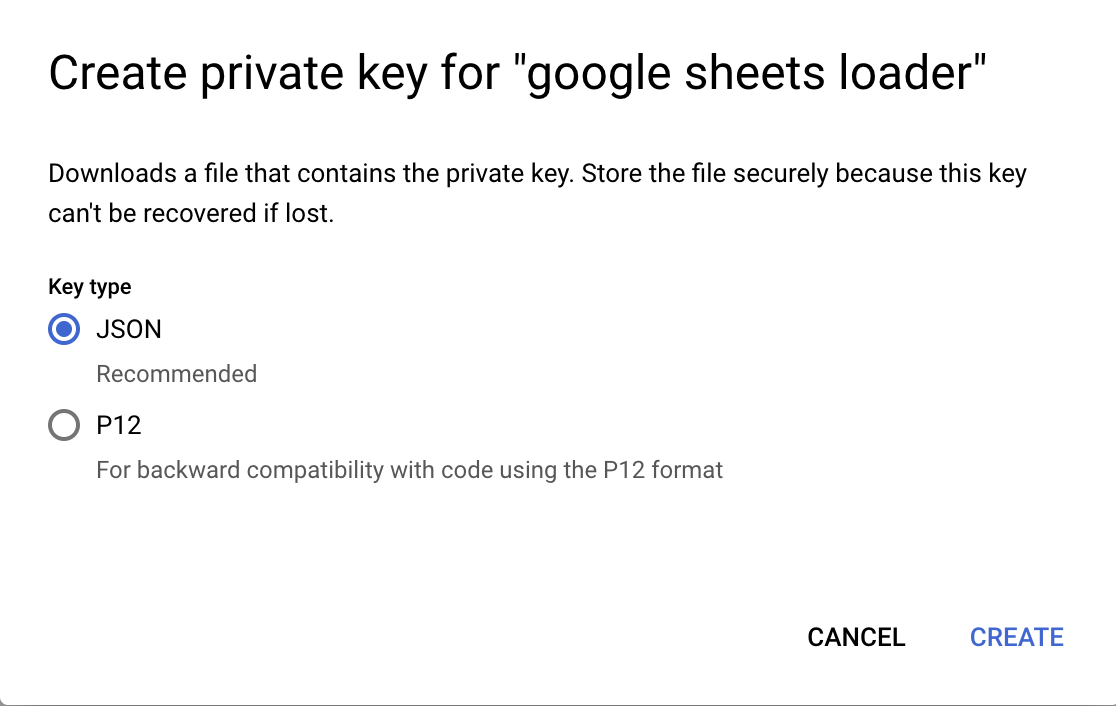 Create private key for "google sheets loader"
Downloads a file that contains the private key. Store the file securely because this key
can't be recovered if lost.
Key type
JSON
Recommended
P12
For backward compatibility with code using the P12 format
CANCEL CREATE